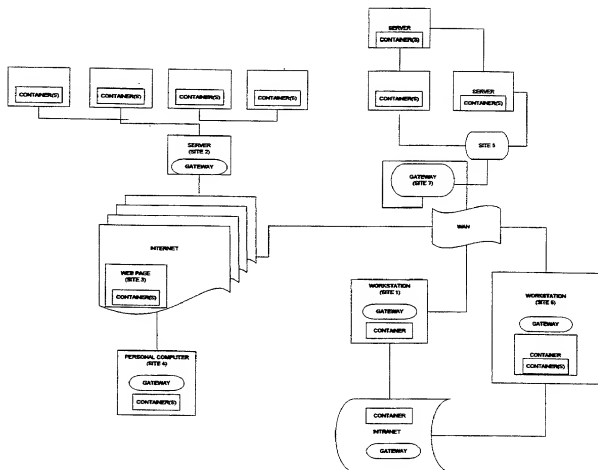 SERVER
CONTAINER(S)
CONTAINER(S)
CONTAINER(S)
CONTAINER(S)
CONTAINER(S)
CONTAINER(S)
SERVER
CONTAINER(S)
SERVER
(SITE 2)
GATEWAY
SITE 5
GATEWAY
(SITE 7)
INTERNET
WAN
WEB PAGE
(SITE 3)
CONTAINER(S)
WORKSTATION
(SITE 1)
GATEWAY
CONTAINER
WORKSTATION
(SITE 6)
GATEWAY
CONTAINER
CONTAINER(S)
PERSONAL COMPUTER
(SITE 4)
GATEWAY
CONTAINER(S)
CONTAINER
INTRANET
GATEWAY